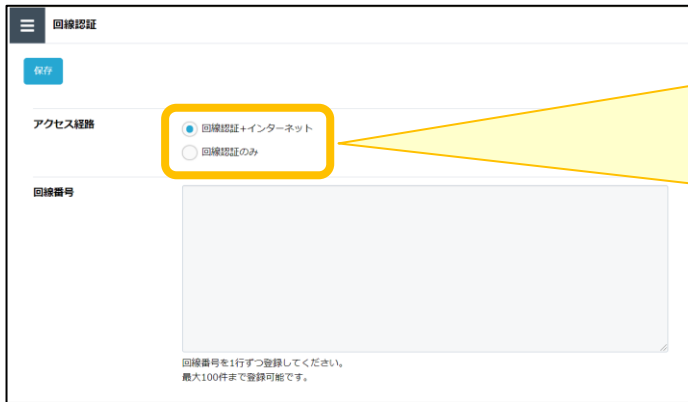 回線認証
保存
アクセス経路
回線認証+インターネット
回線認証のみ
回線番号
回線番号を1行ずつ登録してください。
最大100件まで登録可能です。